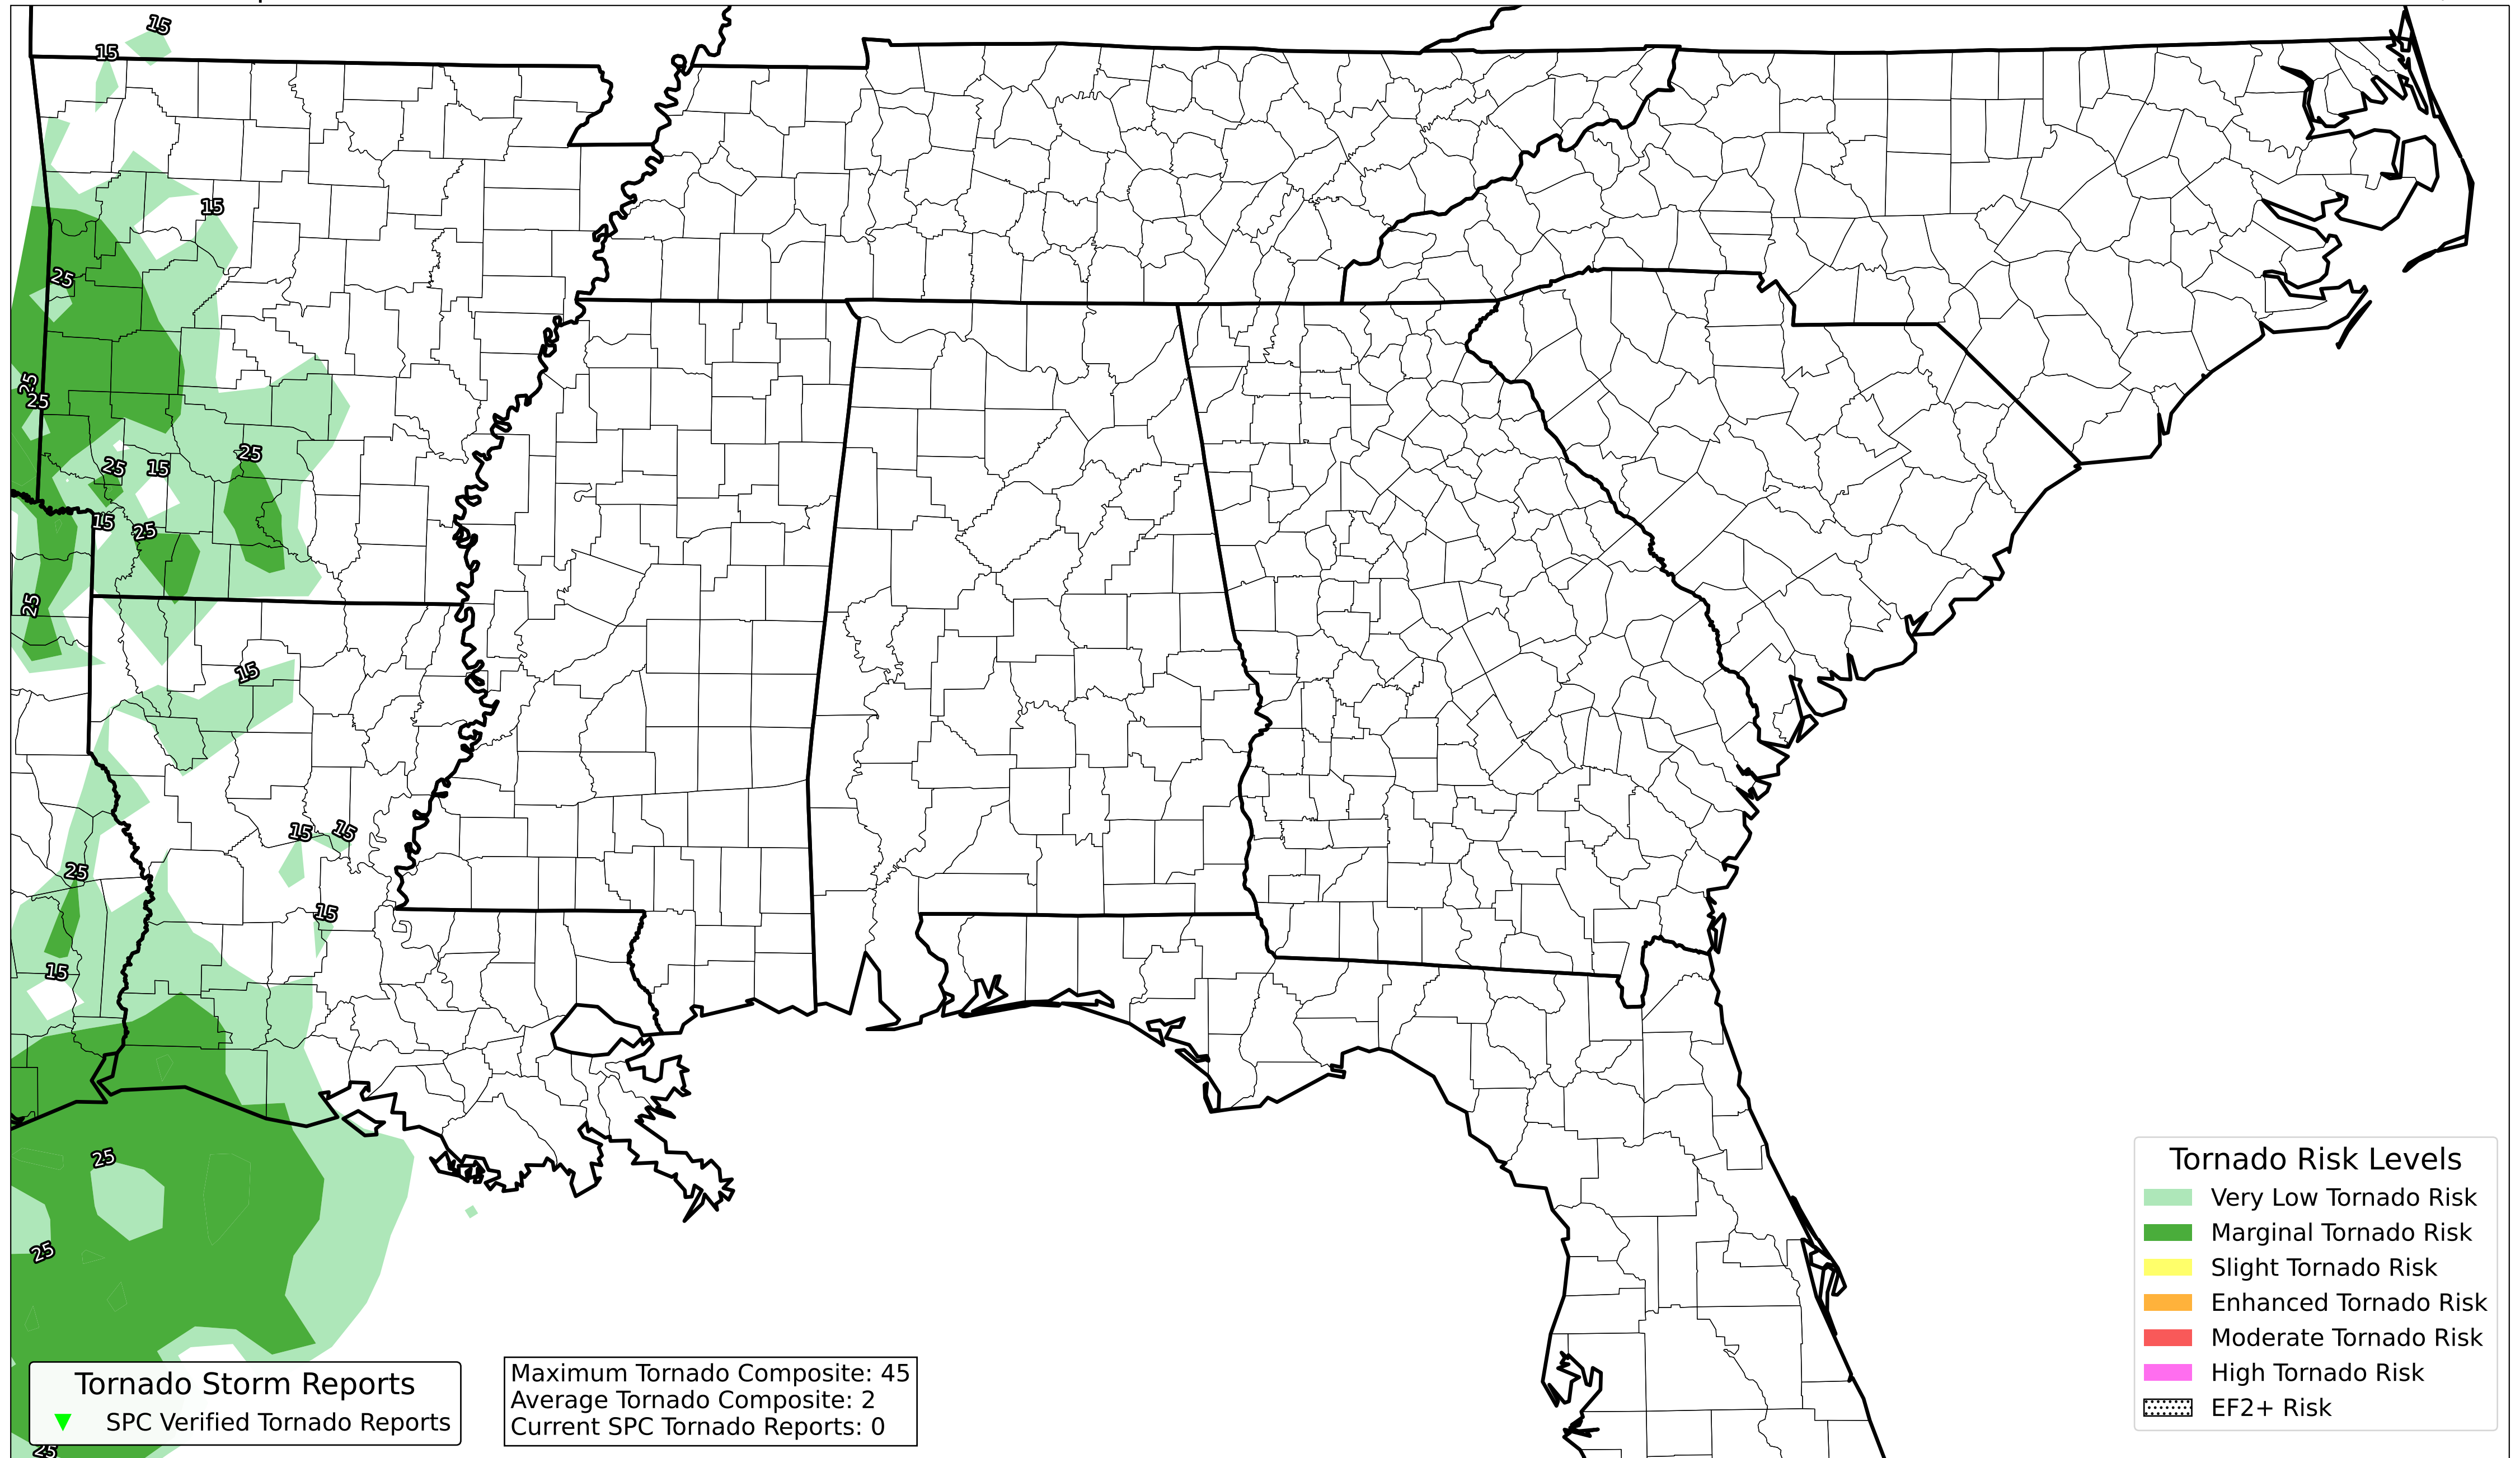 15
15
15
25
25
25
25
15
25
15
25
25
15
15
15
25
15
15
25
25
25
Tornado Risk Levels
Very Low Tornado Risk
Marginal Tornado Risk
Slight Tornado Risk
Enhanced Tornado Risk
Moderate Tornado Risk
High Tornado Risk
EF2+ Risk
Tornado Storm Reports
SPC Verified Tornado Reports
Maximum Tornado Composite: 45
Average Tornado Composite: 2
Current SPC Tornado Reports: 0